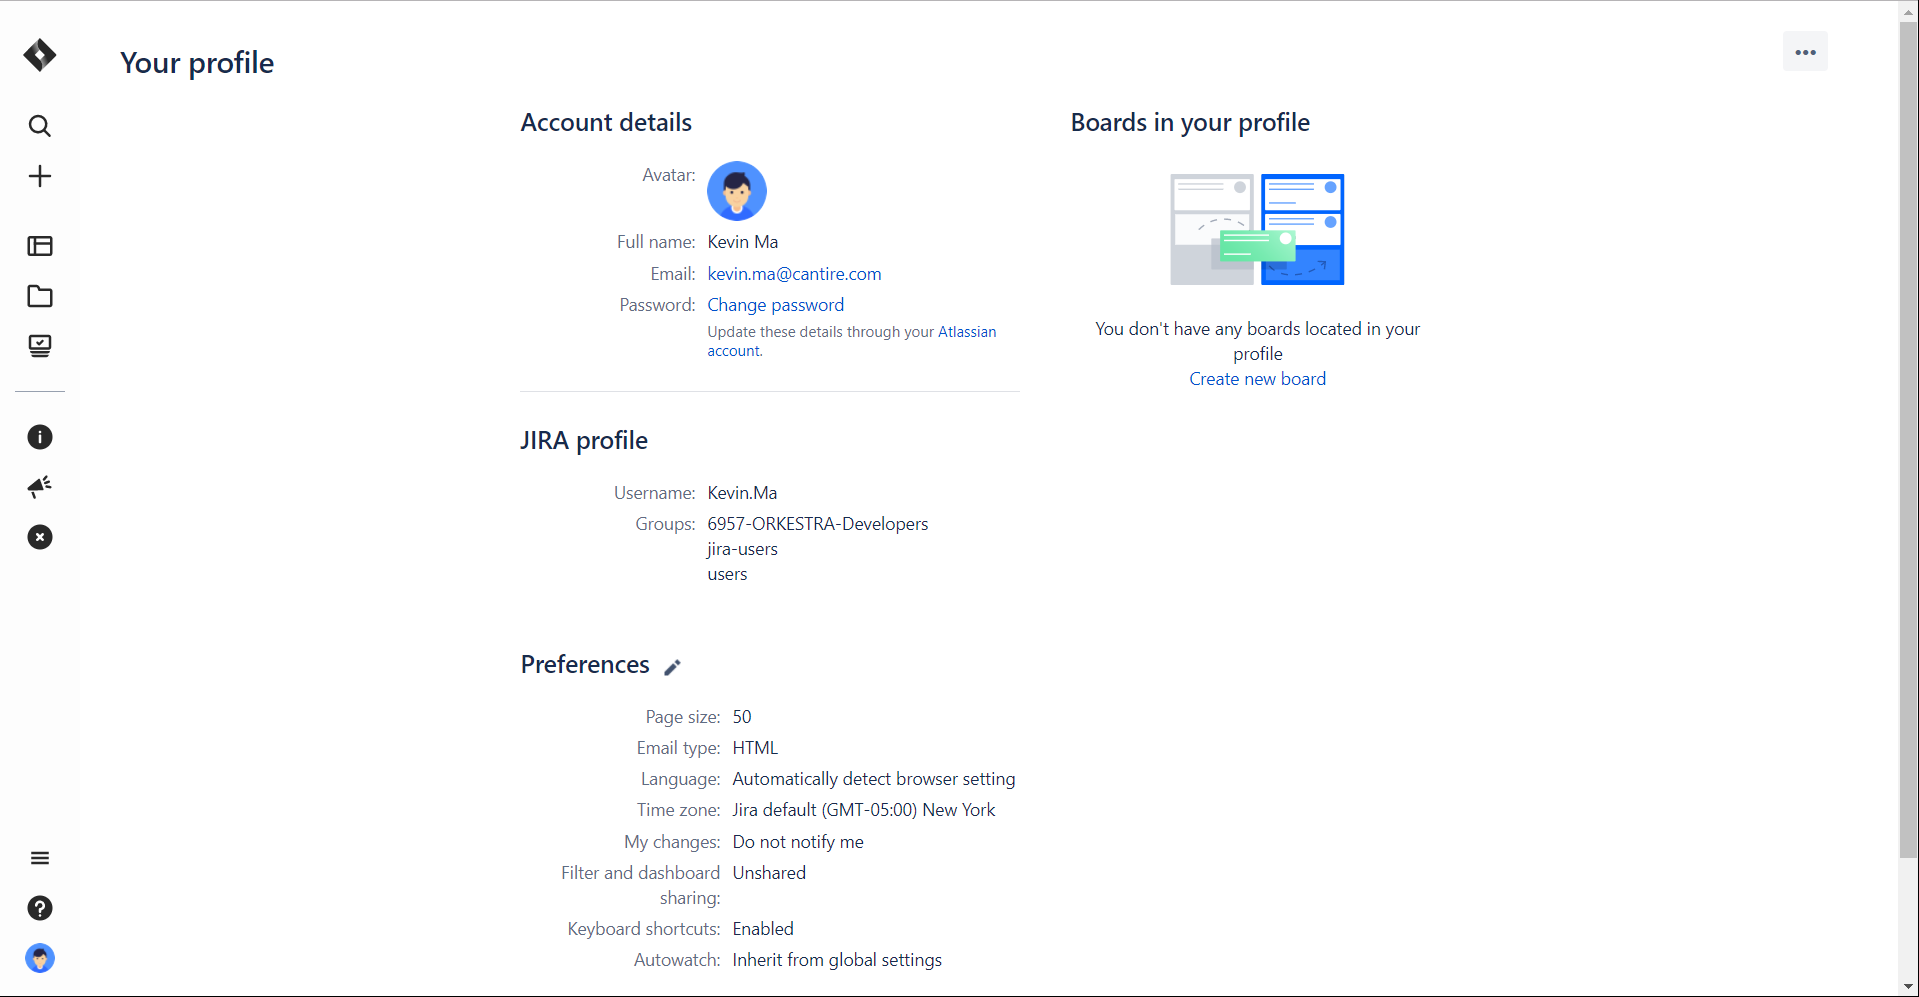 Your profile
Account details
Avatar:
Full name: Kevin Ma
Email: kevin.ma@cantire.com
Password: Change password
Update these details through your Atlassian
account.
JIRA profile
Username: Kevin.Ma
Groups: 6957-ORKESTRA-Developers
jira-users
users
Preferences
Page size: 50
Email type: HTML
Language: Automatically detect browser setting
Time zone: Jira default (GMT-05:00) New York
My changes: Do not notify me
Filter and dashboard Unshared
sharing:
Keyboard shortcuts: Enabled
Autowatch: Inherit from global settings
Boards in your profile
You don't have any boards located in your
profile
Create new board